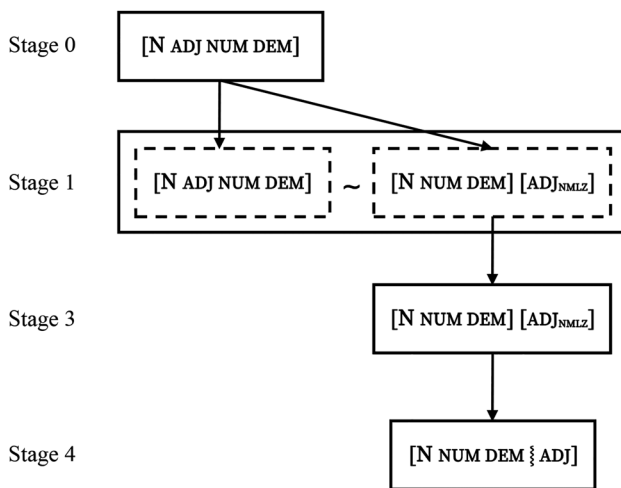 Stage 0 [N ADJ NUM DEM]
Stage 1 [N ADJ NUM DEM] ~ [N NUM DEM] [ADJNMLZ]
Stage 3 [N NUM DEM] [ADJNMLZ]
Stage 4 [N NUM DEM ⸾ ADJ]